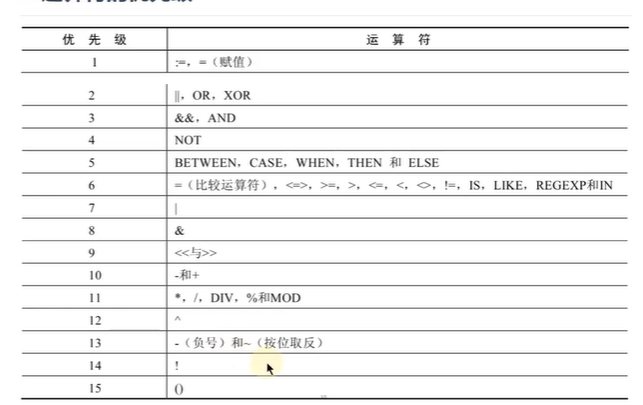 优 先 级 运 算 符
1 :=，=（赋值）
2 ||，OR，XOR
3 &&，AND
4 NOT
5 BETWEEN，CASE，WHEN，THEN 和 ELSE
6 =（比较运算符），<=>，>=，>，<=，<，<>，!=，IS，LIKE，REGEXP和IN
7 |
8 &
9 <<与>>
10 -和+
11 *，/，DIV，%和MOD
12 ^
13 -（负号）和~（按位取反）
14 !
15 ()